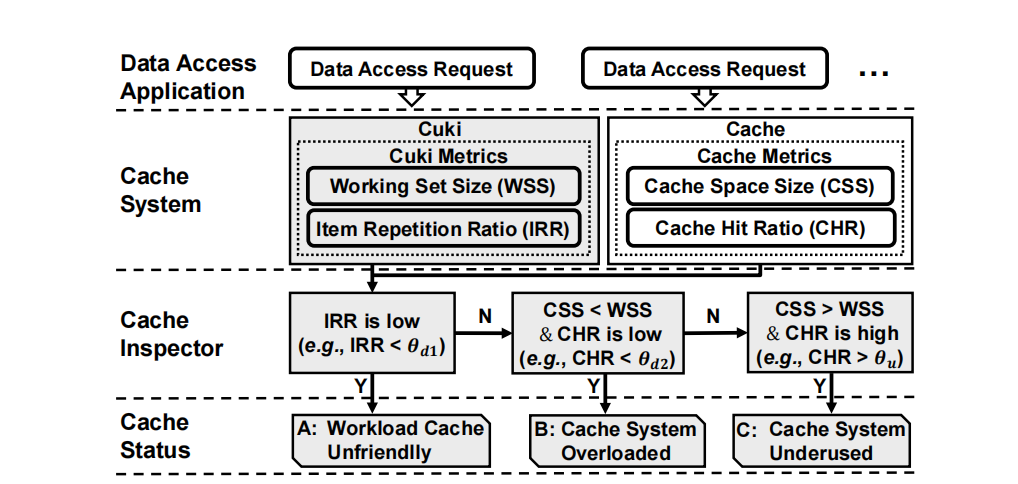 Data Access
Application
Data Access Request
Data Access Request
...
Cache
System
Cuki
Cuki Metrics
Working Set Size (WSS)
Item Repetition Ratio (IRR)
Cache
Cache Metrics
Cache Space Size (CSS)
Cache Hit Ratio (CHR)
Cache
Inspector
IRR is low
(e.g., IRR < θd1)
N
CSS < WSS
& CHR is low
(e.g., CHR < θd2)
N
CSS > WSS
& CHR is high
(e.g., CHR > θu)
Y
Y
Y
Cache
Status
A: Workload Cache
Unfriendlly
B: Cache System
Overloaded
C: Cache System
Underused